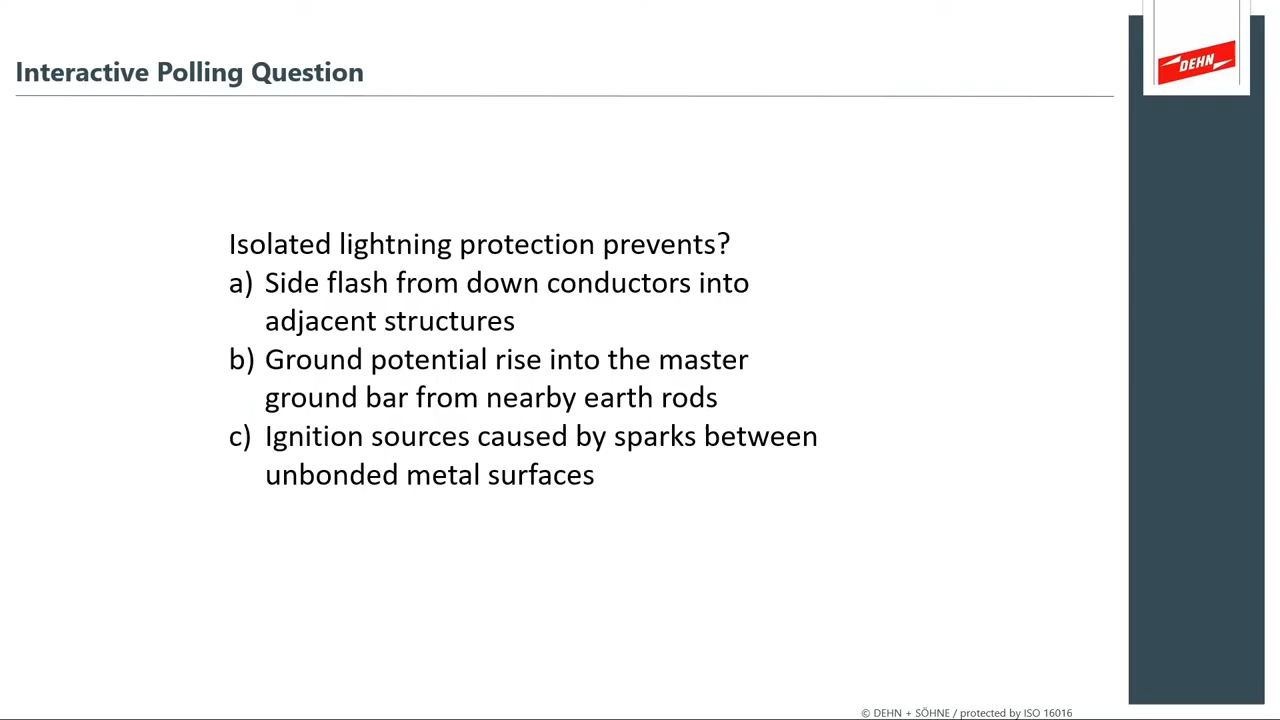 Interactive Polling Question
DEHN
Isolated lightning protection prevents?
a) Side flash from down conductors into
adjacent structures
b) Ground potential rise into the master
ground bar from nearby earth rods
c) Ignition sources caused by sparks between
unbonded metal surfaces
© DEHN + SÖHNE / protected by ISO 16016